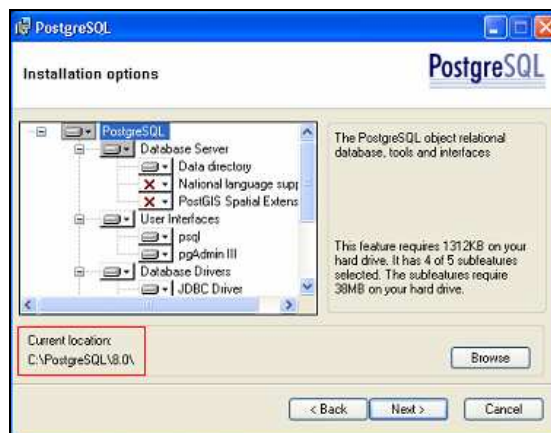 PostgreSQL
Installation options
PostgreSQL
PostgreSQL
Database Server
Data directory
National language supp
PostGIS Spatial Extens
User Interfaces
psql
pgAdmin III
Database Drivers
JDBC Driver
The PostgreSQL object relational
database, tools and interfaces
This feature requires 1312KB on your
hard drive. It has 4 of 5 subfeatures
selected. The subfeatures require
38MB on your hard drive.
Current location:
C:\PostgreSQL\8.0\
Browse
< Back
Next >
Cancel